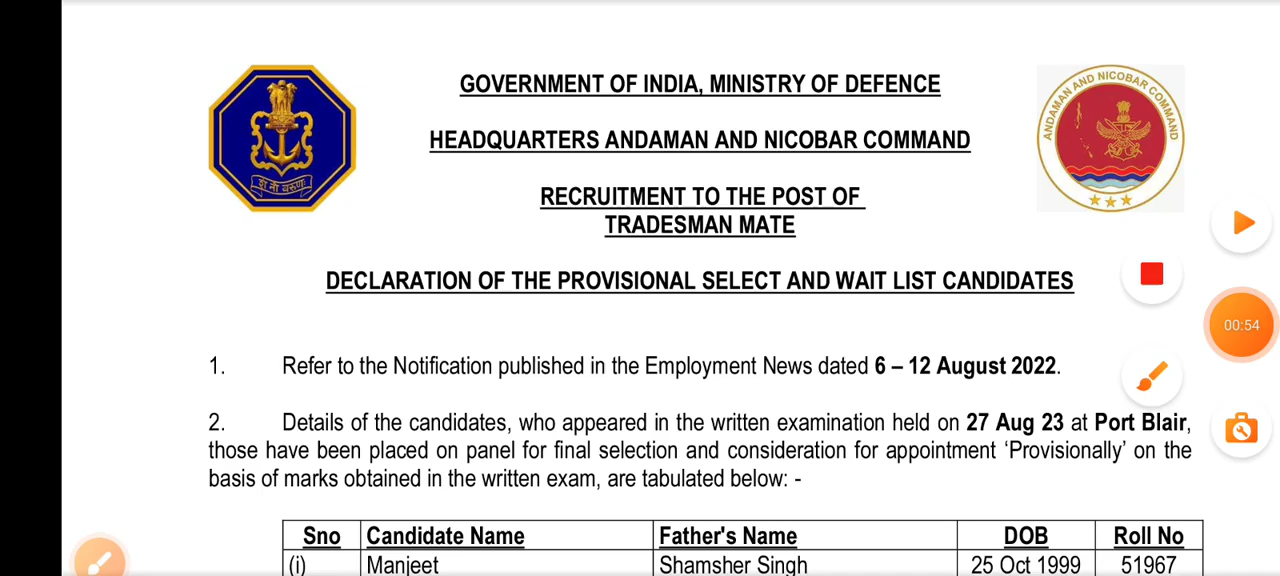 GOVERNMENT OF INDIA, MINISTRY OF DEFENCE
HEADQUARTERS ANDAMAN AND NICOBAR COMMAND
ANDAMAN AND NICOBAR COMMAND
RECRUITMENT TO THE POST OF
TRADESMAN MATE
शं नो वरुणः
DECLARATION OF THE PROVISIONAL SELECT AND WAIT LIST CANDIDATES
00:54
1. Refer to the Notification published in the Employment News dated 6 – 12 August 2022.
2. Details of the candidates, who appeared in the written examination held on 27 Aug 23 at Port Blair,
those have been placed on panel for final selection and consideration for appointment ‘Provisionally’ on the
basis of marks obtained in the written exam, are tabulated below: -
Sno Candidate Name Father's Name DOB Roll No
(i) Manjeet Shamsher Singh 25 Oct 1999 51967